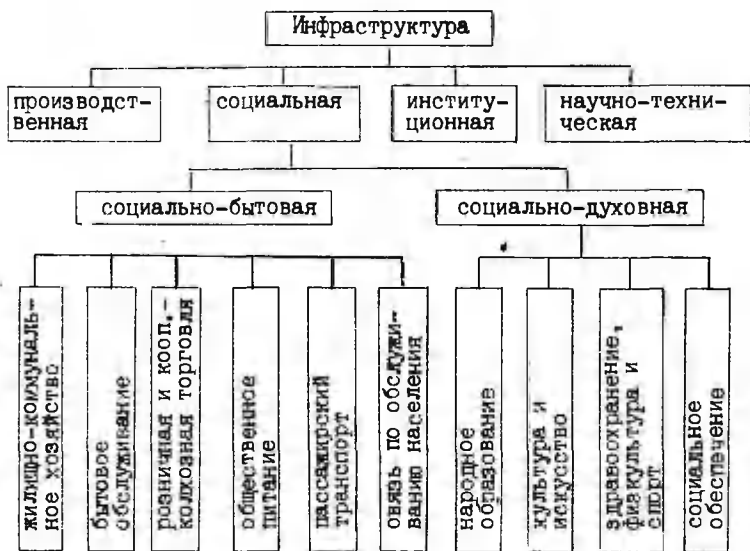 Инфраструктура
производст-
венная
социальная
институ-
ционная
научно-техни-
ческая
социально-бытовая
социально-духовная
жилищно-коммуналь-
ное хозяйство
бытовое
обслуживание
розничная и кооп.-
колхозная торговля
общественное
питание
пассажирский
транспорт
связь по обслужи-
ванию населения
народное
образование
культура и
искусство
здравоохранение,
физкультура и
спорт
социальное
обеспечение